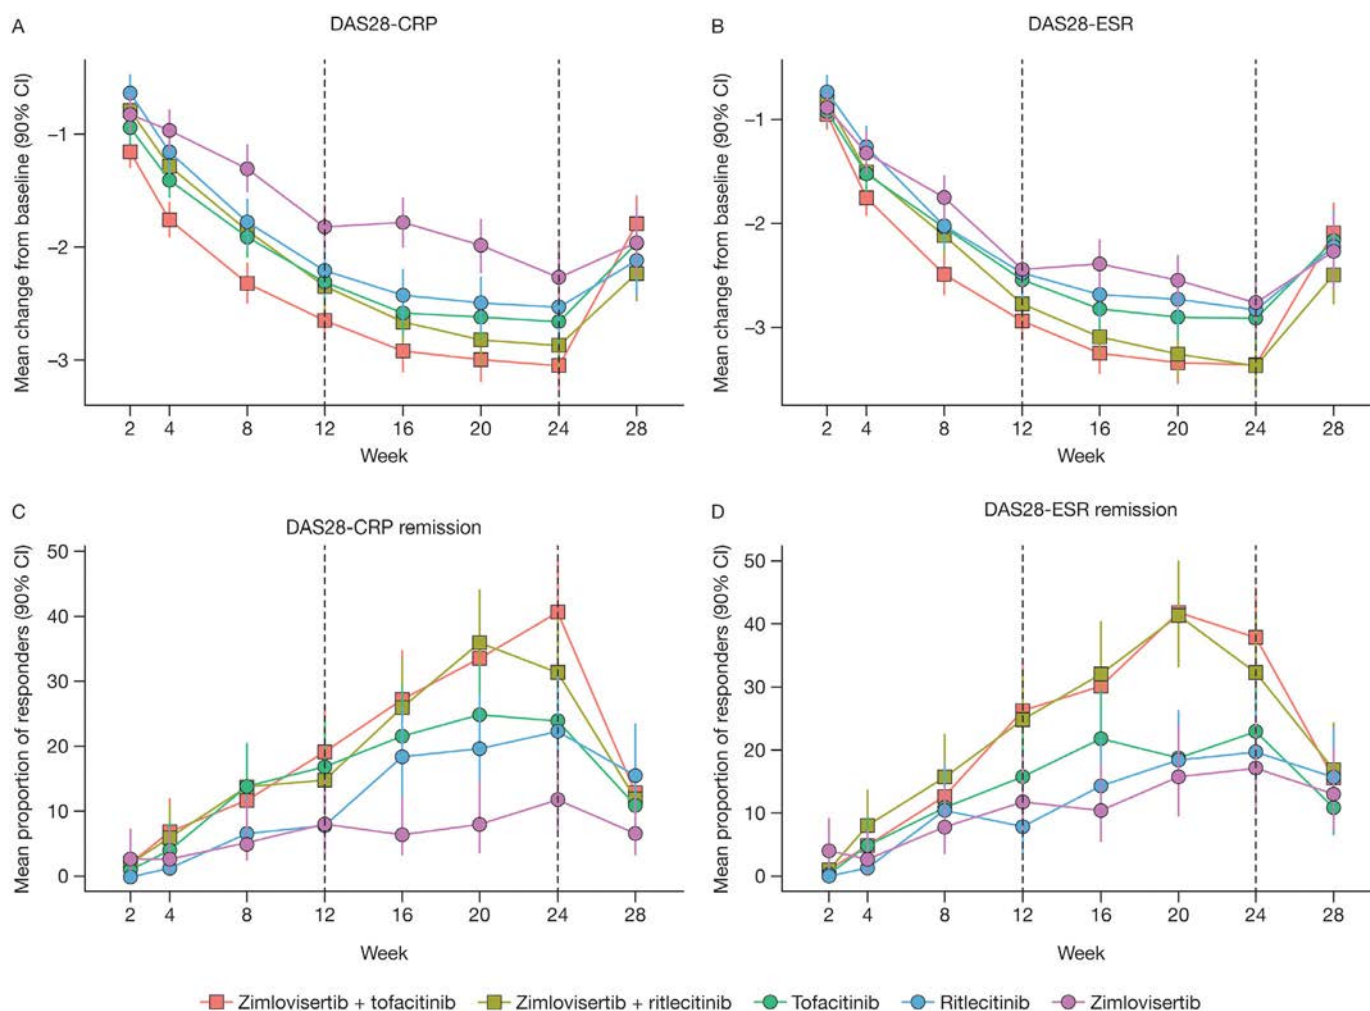 A
DAS28-CRP
Mean change from baseline (90% CI)
−1
−2
−3
2 4 8 12 16 20 24 28
Week
B
DAS28-ESR
Mean change from baseline (90% CI)
−1
−2
−3
2 4 8 12 16 20 24 28
Week
C
DAS28-CRP remission
Mean proportion of responders (90% CI)
50
40
30
20
10
0
2 4 8 12 16 20 24 28
Week
D
DAS28-ESR remission
Mean proportion of responders (90% CI)
50
40
30
20
10
0
2 4 8 12 16 20 24 28
Week
Zimlovisertib + tofacitinib Zimlovisertib + ritlecitinib Tofacitinib Ritlecitinib Zimlovisertib